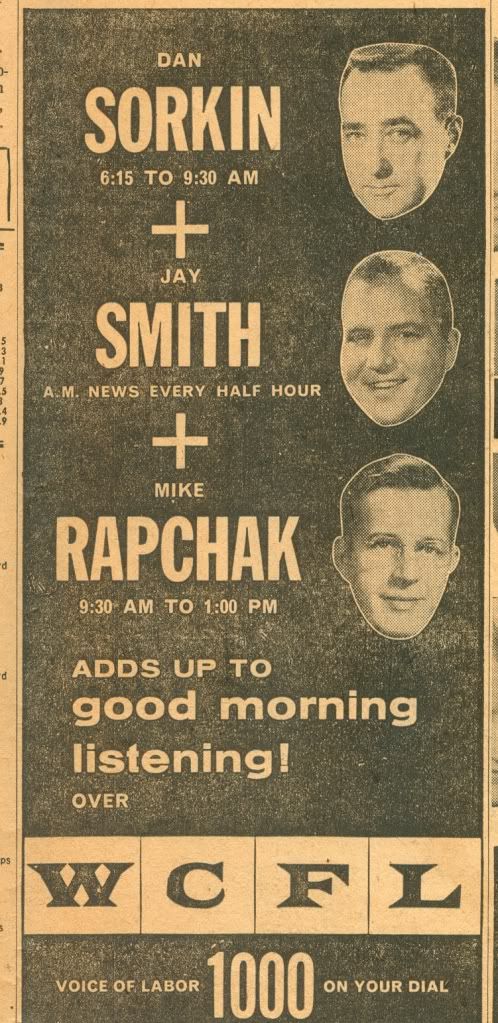 DAN
SORKIN
6:15 TO 9:30 AM
+
JAY
SMITH
A.M. NEWS EVERY HALF HOUR
+
MIKE
RAPCHAK
9:30 AM TO 1:00 PM
ADDS UP TO
good morning
listening!
OVER
WCFL
VOICE OF LABOR 1000 ON YOUR DIAL